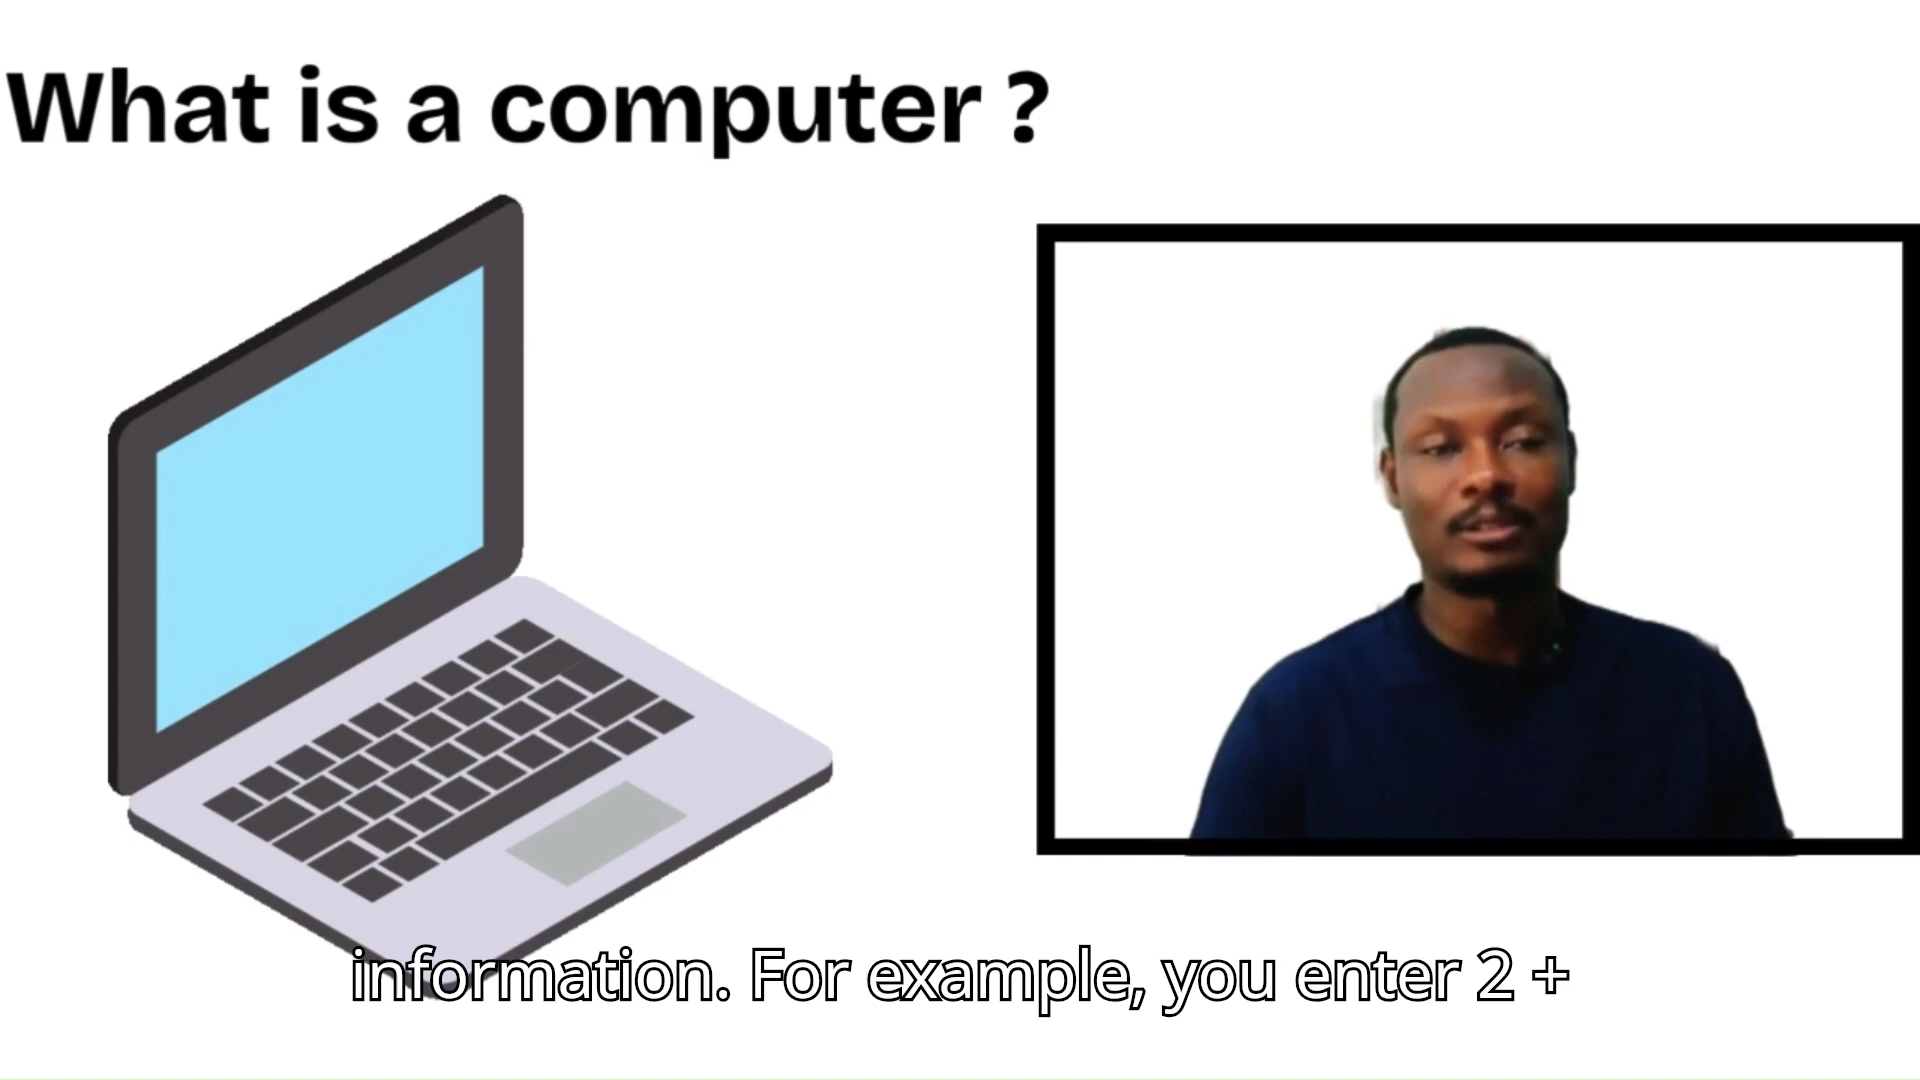 What is a computer ?
information. For example, you enter 2 +